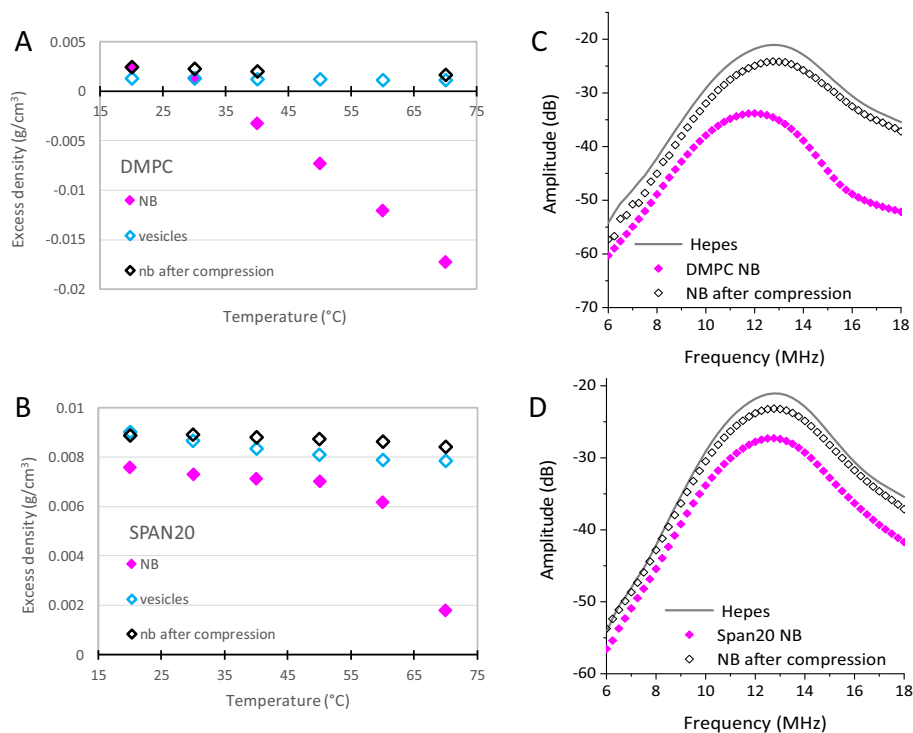 A
0.005
0
-0.005
-0.01
-0.015
-0.02
15 25 35 45 55 65 75
Excess density (g/cm³)
DMPC
NB
vesicles
nb after compression
Temperature (°C)
B
0.01
0.008
0.006
0.004
0.002
0
15 25 35 45 55 65 75
Excess density (g/cm³)
SPAN20
NB
vesicles
nb after compression
Temperature (°C)
C
-20
-30
-40
-50
-60
-70
6 8 10 12 14 16 18
Amplitude (dB)
Hepes
DMPC NB
NB after compression
Frequency (MHz)
D
-20
-30
-40
-50
-60
6 8 10 12 14 16 18
Amplitude (dB)
Hepes
Span20 NB
NB after compression
Frequency (MHz)